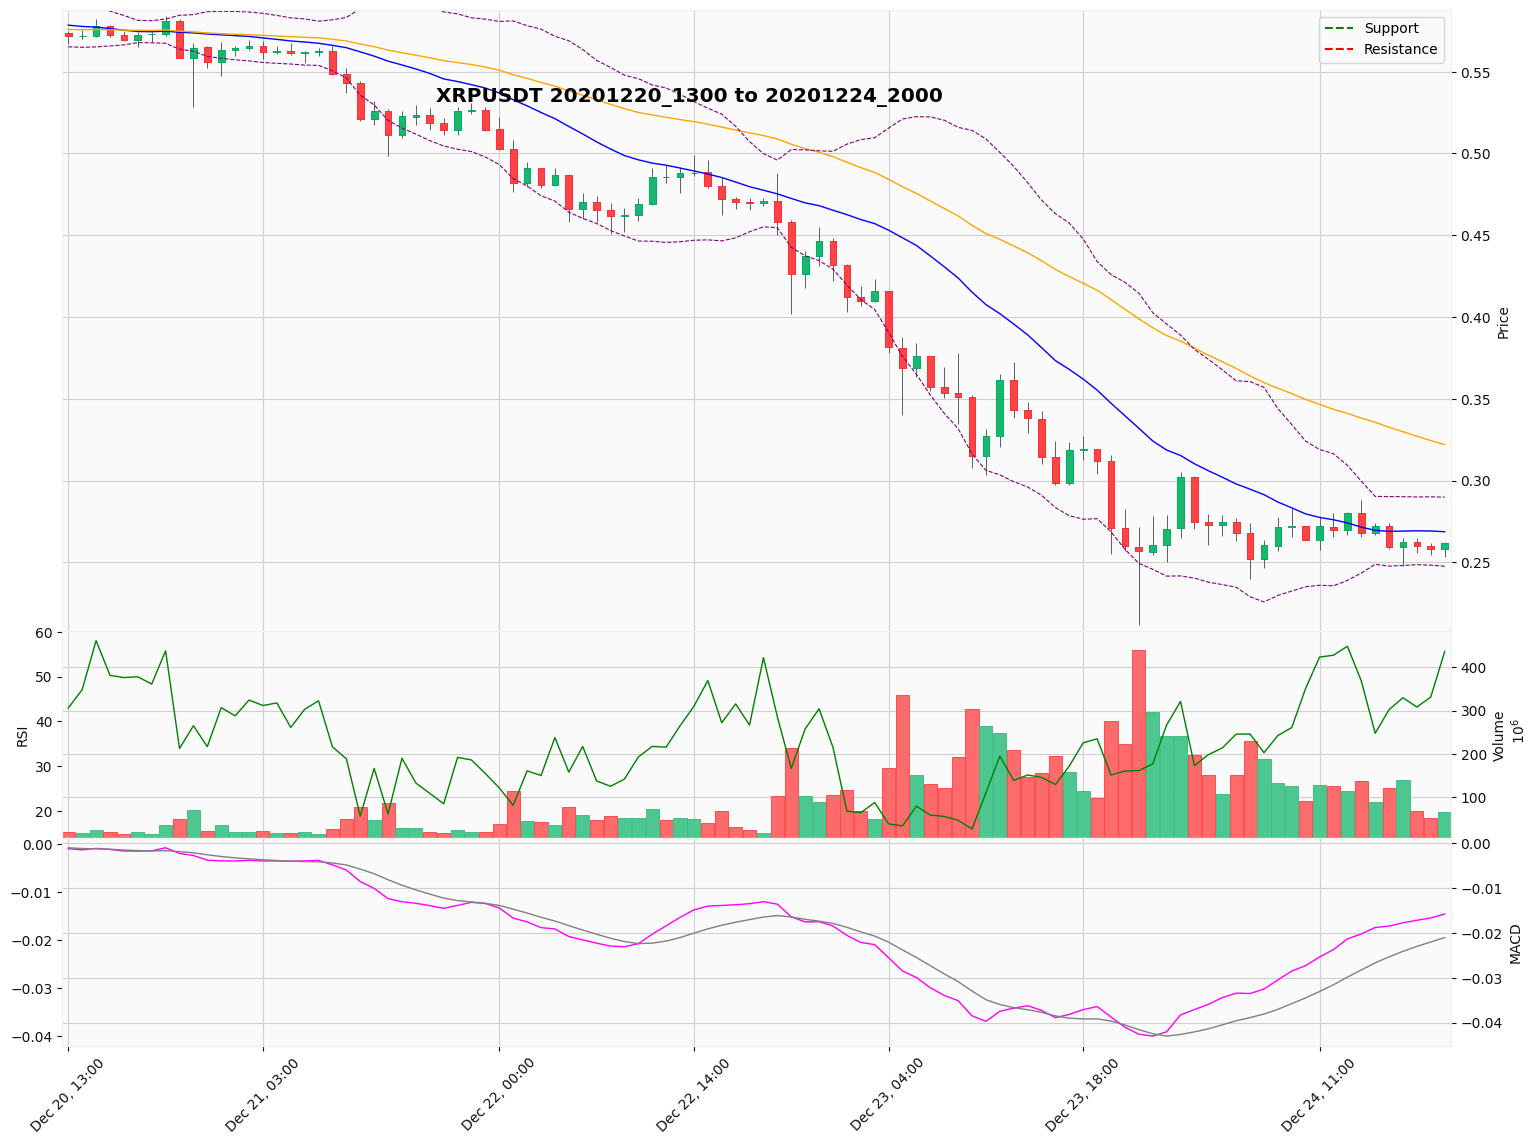 XRPUSDT 20201220_1300 to 20201224_2000
Support
Resistance
0.55
0.50
0.45
0.40
0.35
0.30
0.25
Price
60
50
40
30
20
RSI
400
300
200
100
0.00
Volume
10^6
0.00
−0.01
−0.02
−0.03
−0.04
−0.01
−0.02
−0.03
−0.04
MACD
Dec 20, 13:00
Dec 21, 03:00
Dec 22, 00:00
Dec 22, 14:00
Dec 23, 04:00
Dec 23, 18:00
Dec 24, 11:00